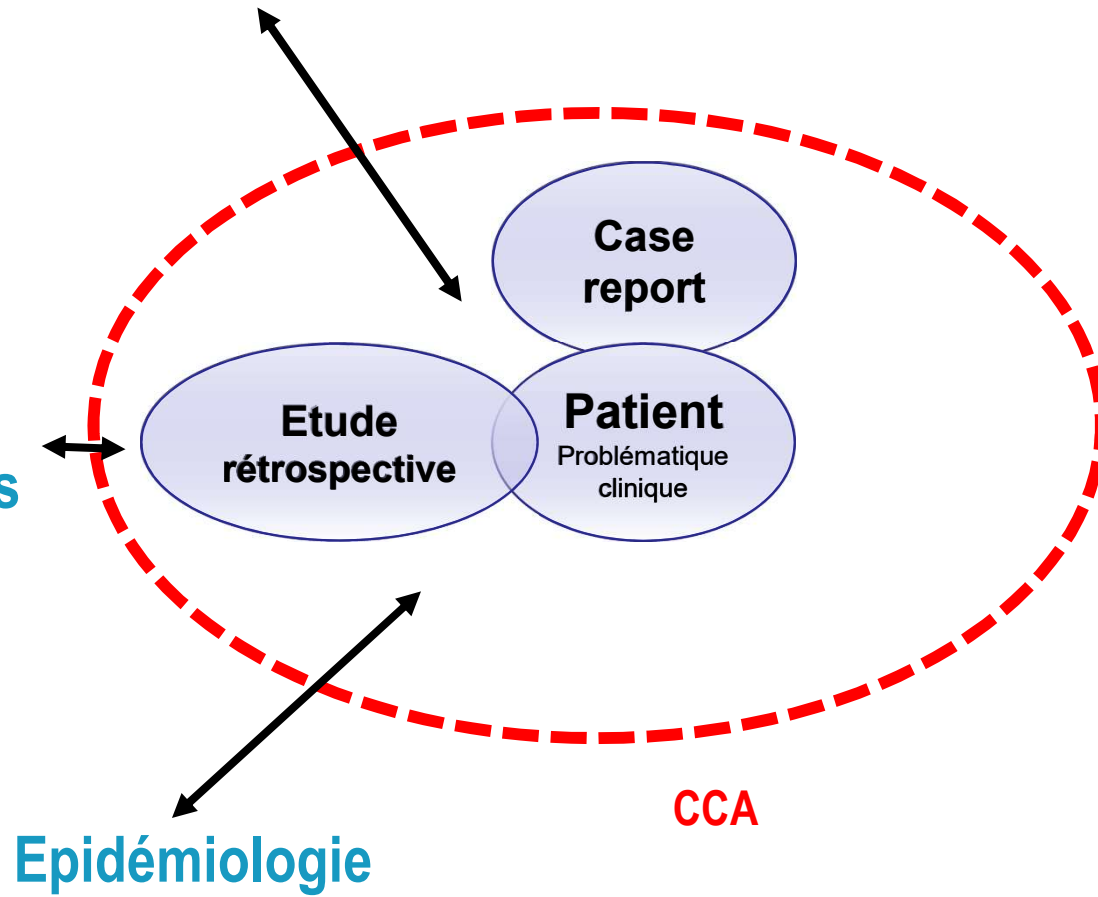 Case
report
Etude
rétrospective
Patient
Problématique
clinique
s
CCA
Epidémiologie